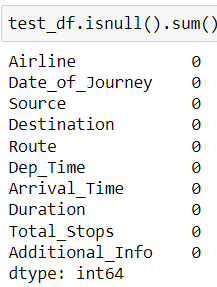 test_df.isnull().sum()
Airline 0
Date_of_Journey 0
Source 0
Destination 0
Route 0
Dep_Time 0
Arrival_Time 0
Duration 0
Total_Stops 0
Additional_Info 0
dtype: int64